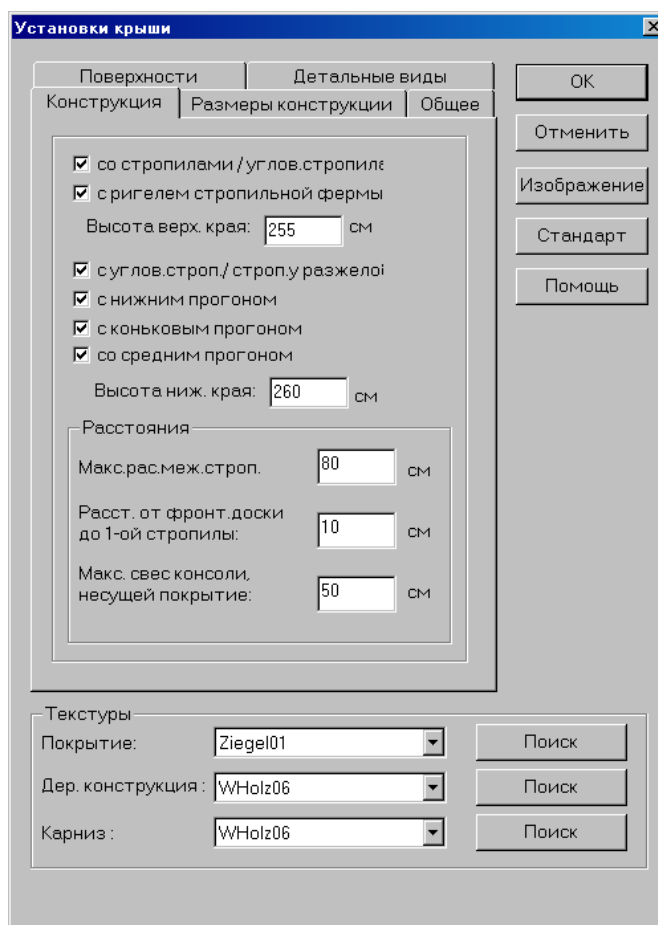 Установки крыши
Поверхности
Детальные виды
Конструкция
Размеры конструкции
Общее
со стропилами / углов.стропила
с ригелем стропильной фермы
Высота верх. края: 255 см
с углов.строп./ строп.у разжелой
с нижним прогоном
с коньковым прогоном
со средним прогоном
Высота ниж. края: 260 см
Расстояния
Макс.рас.меж.строп. 80 см
Расст. от фронт.доски
до 1-ой стропилы: 10 см
Макс. свес консоли,
несущей покрытие: 50 см
OK
Отменить
Изображение
Стандарт
Помощь
Текстуры
Покрытие: Ziegel01 Поиск
Дер. конструкция : WHolz06 Поиск
Карниз : WHolz06 Поиск